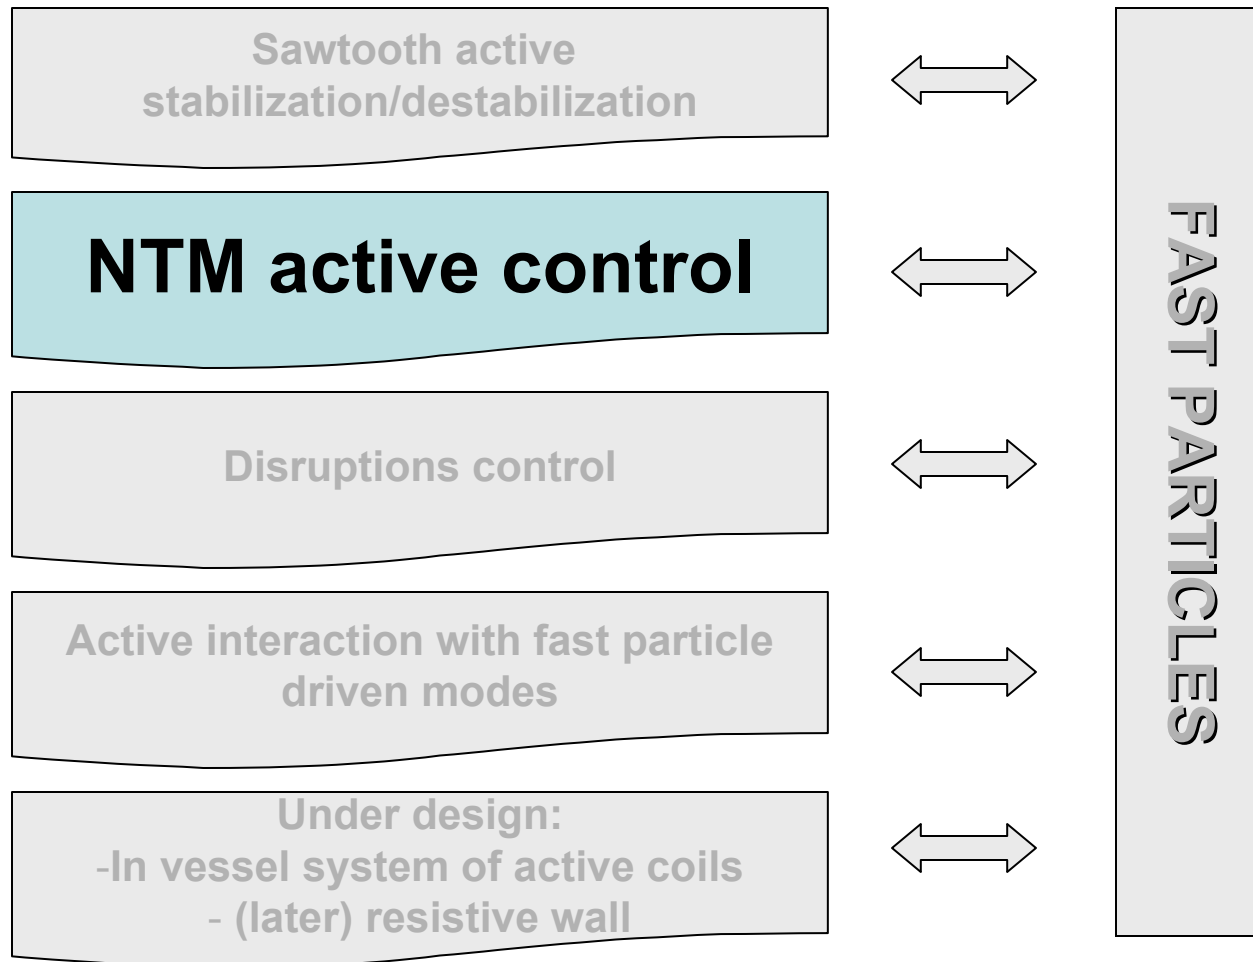 Sawtooth active
stabilization/destabilization
NTM active control
Disruptions control
Active interaction with fast particle
driven modes
Under design:
-In vessel system of active coils
- (later) resistive wall
FAST PARTICLES